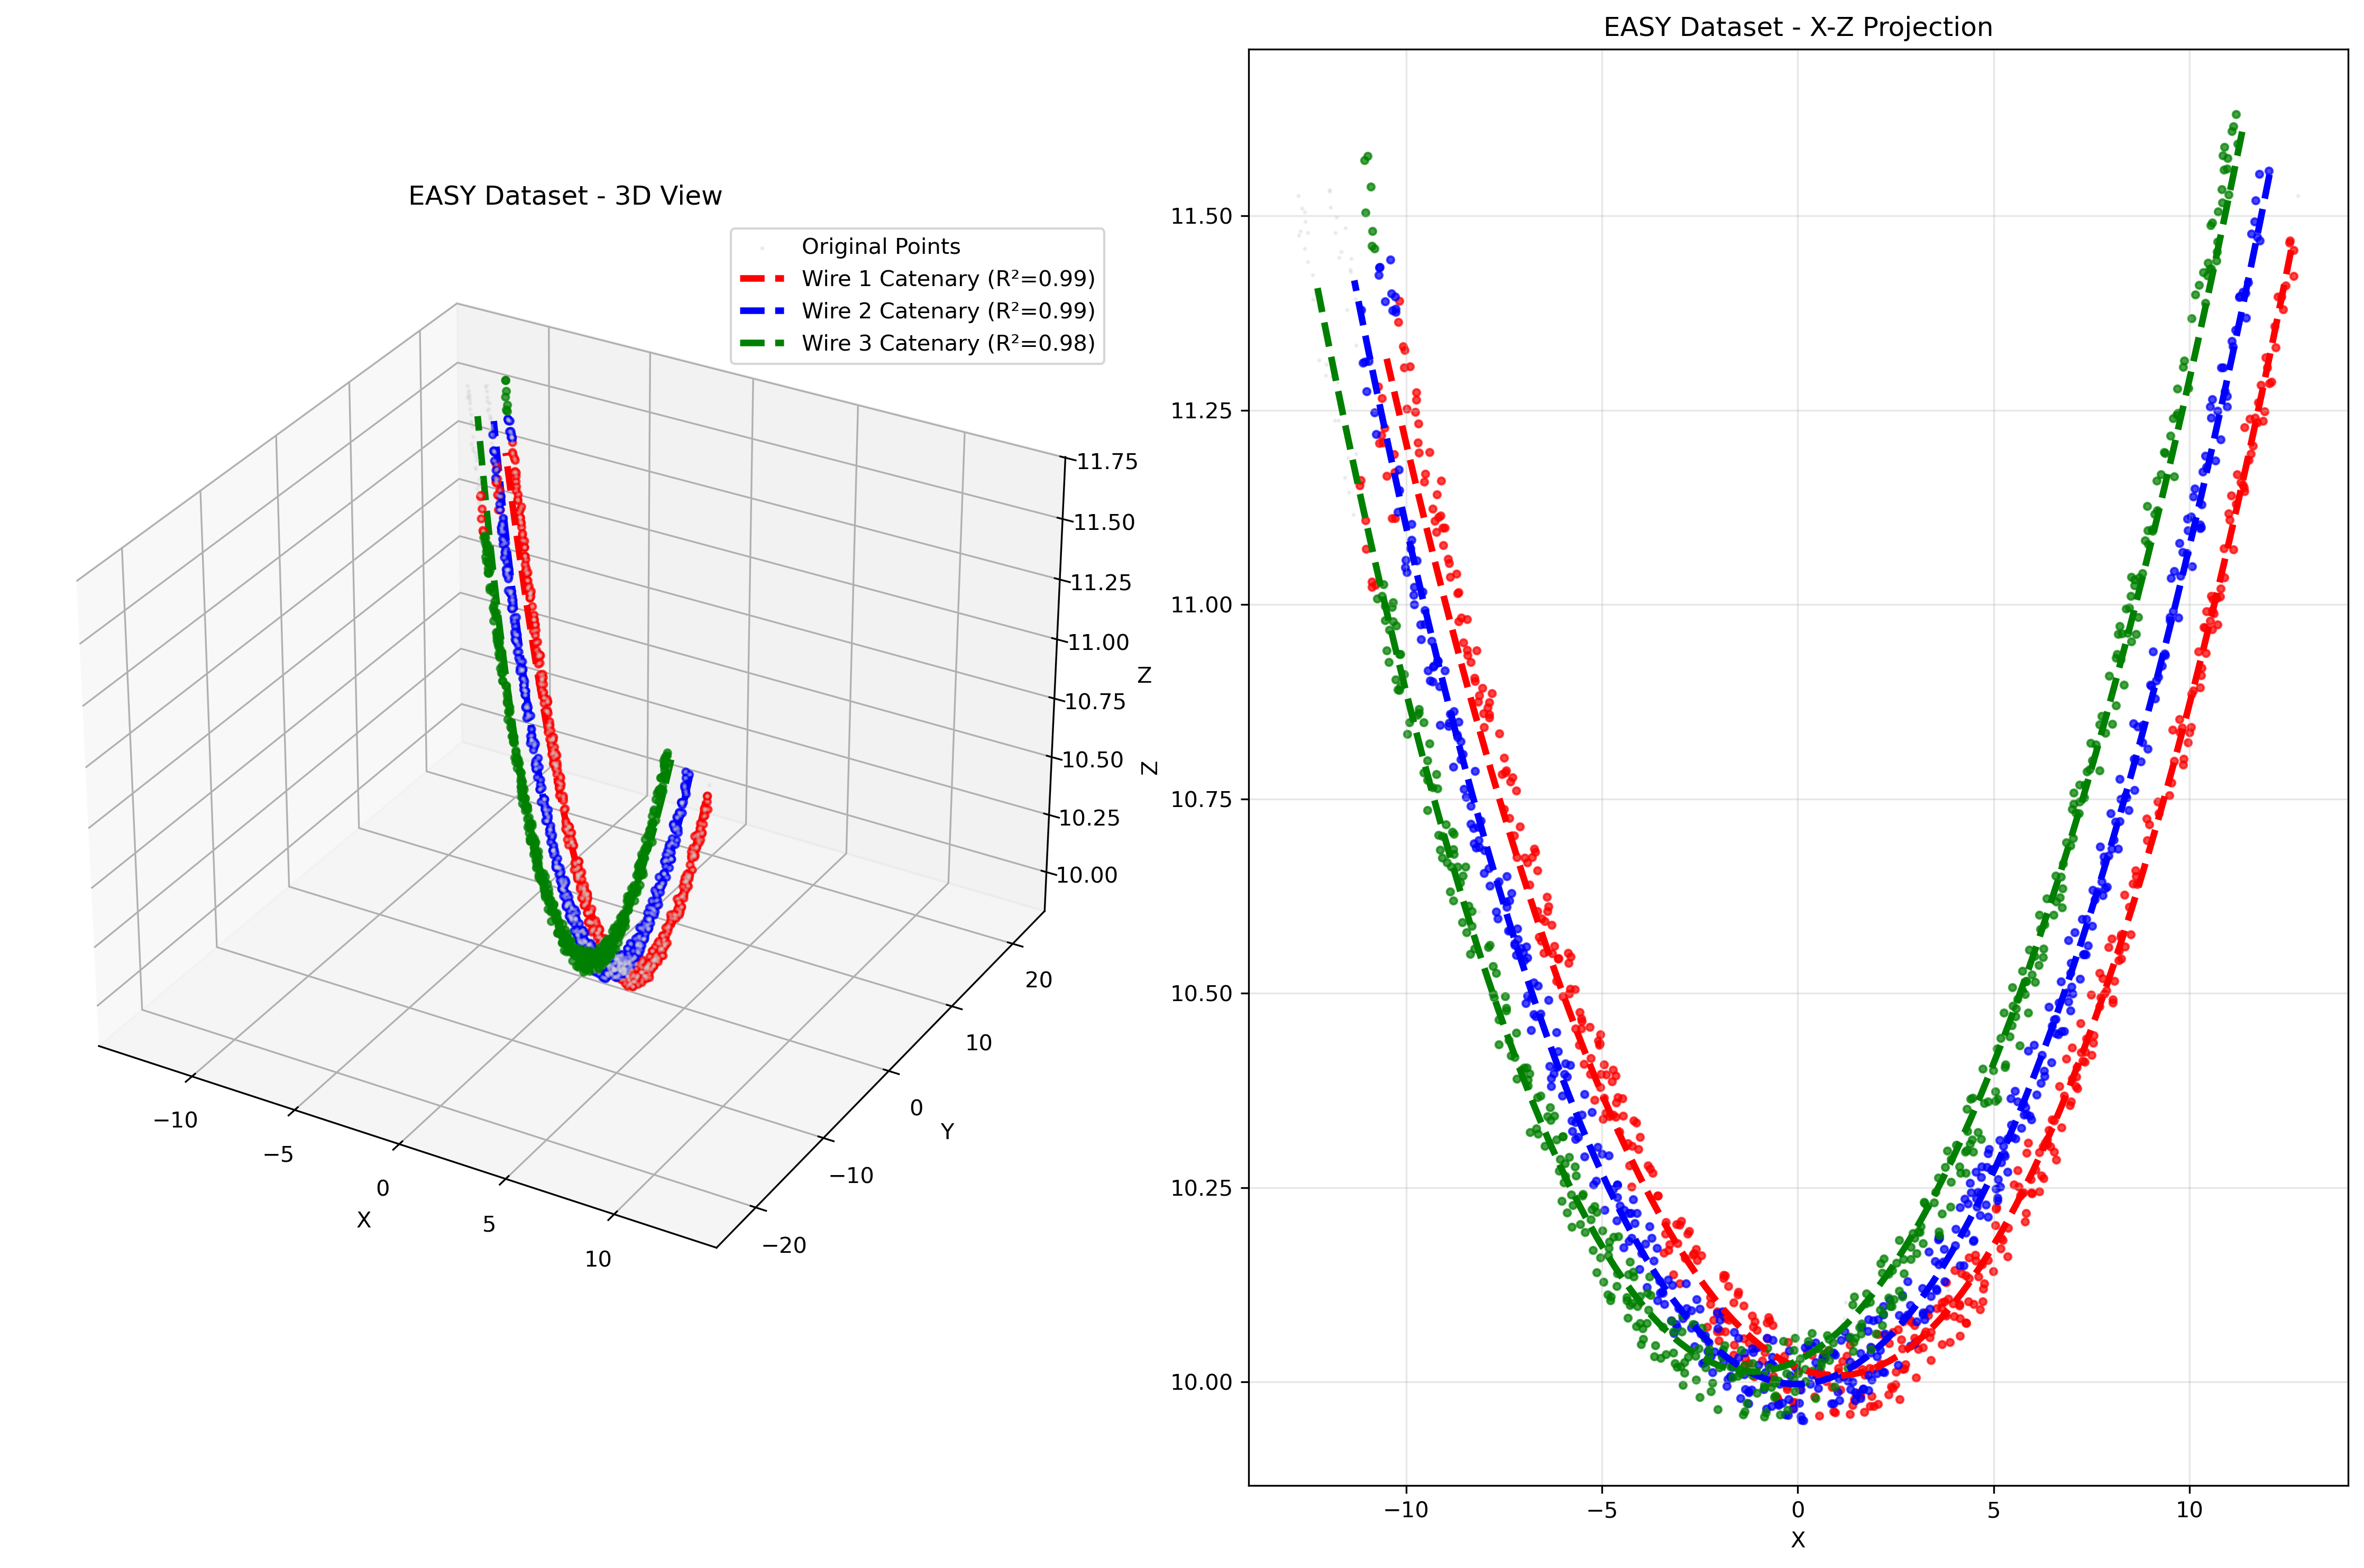 EASY Dataset - 3D View
Original Points
Wire 1 Catenary (R²=0.99)
Wire 2 Catenary (R²=0.99)
Wire 3 Catenary (R²=0.98)
11.75
11.50
11.25
11.00
10.75
10.50
10.25
10.00
Z
20
10
0
−10
−20
Y
−10
−5
0
5
10
X
EASY Dataset - X-Z Projection
11.50
11.25
11.00
10.75
10.50
10.25
10.00
Z
−10
−5
0
5
10
X